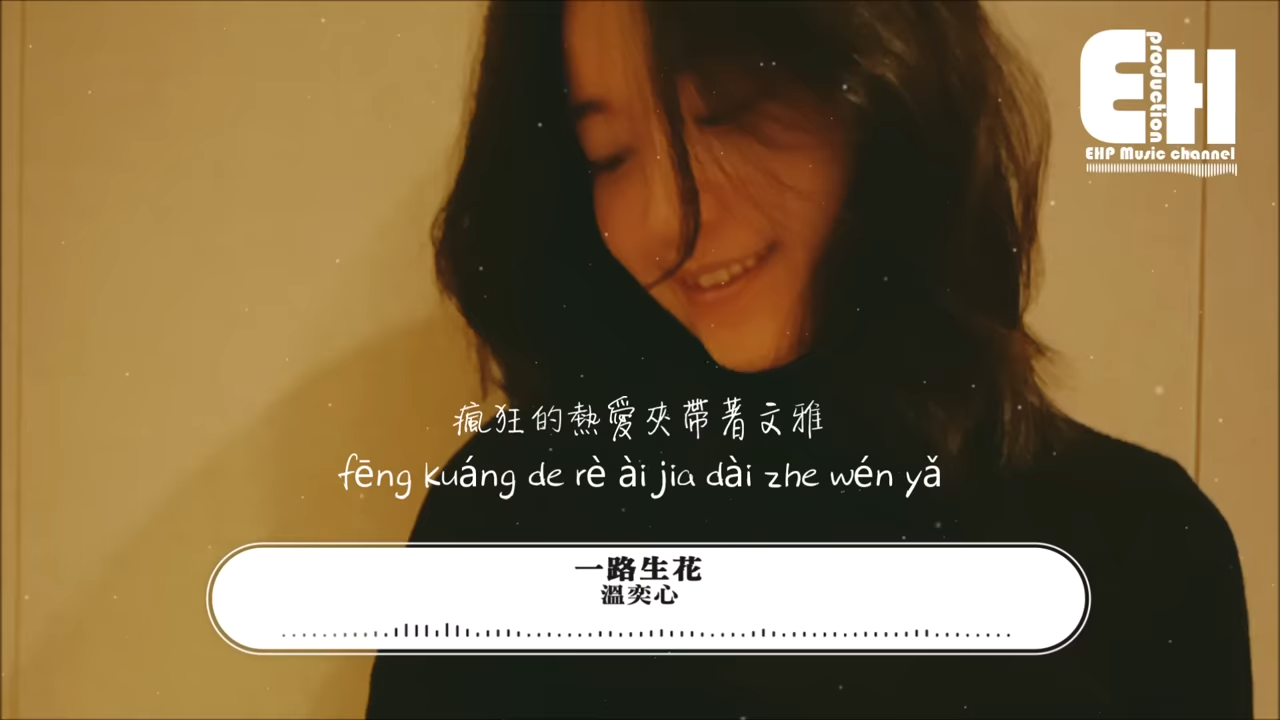 EH
production
EHP Music channel
瘋狂的熱愛夾帶著文雅
fēng kuáng de rè ài jia dài zhe wén yǎ
一路生花
溫奕心